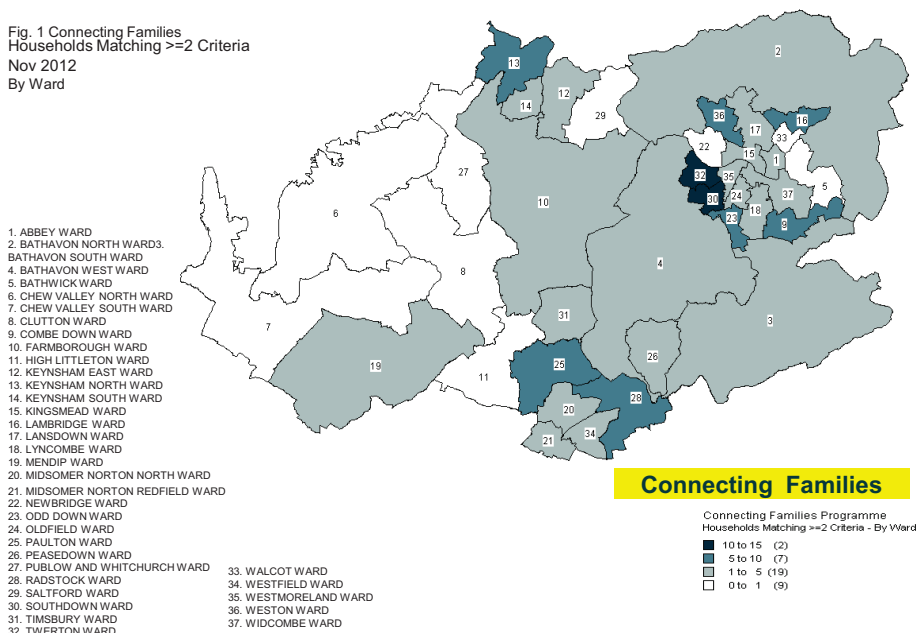 Fig. 1 Connecting Families
Households Matching >=2 Criteria
Nov 2012
By Ward
13
2
12
14
29
36
16
17
33
22
15
1
27
32
35
5
30
24
37
10
23
18
9
6
4
8
31
3
7
26
19
25
11
28
20
34
21
1. ABBEY WARD
2. BATHAVON NORTH WARD3.
BATHAVON SOUTH WARD
4. BATHAVON WEST WARD
5. BATHWICK WARD
6. CHEW VALLEY NORTH WARD
7. CHEW VALLEY SOUTH WARD
8. CLUTTON WARD
9. COMBE DOWN WARD
10. FARMBOROUGH WARD
11. HIGH LITTLETON WARD
12. KEYNSHAM EAST WARD
13. KEYNSHAM NORTH WARD
14. KEYNSHAM SOUTH WARD
15. KINGSMEAD WARD
16. LAMBRIDGE WARD
17. LANSDOWN WARD
18. LYNCOMBE WARD
19. MENDIP WARD
20. MIDSOMER NORTON NORTH WARD
21. MIDSOMER NORTON REDFIELD WARD
22. NEWBRIDGE WARD
23. ODD DOWN WARD
24. OLDFIELD WARD
25. PAULTON WARD
26. PEASEDOWN WARD
27. PUBLOW AND WHITCHURCH WARD
28. RADSTOCK WARD
29. SALTFORD WARD
30. SOUTHDOWN WARD
31. TIMSBURY WARD
32. TWERTON WARD
33. WALCOT WARD
34. WESTFIELD WARD
35. WESTMORELAND WARD
36. WESTON WARD
37. WIDCOMBE WARD
Connecting Families
Connecting Families Programme
Households Matching >=2 Criteria - By Ward
10 to 15 (2)
5 to 10 (7)
1 to 5 (19)
0 to 1 (9)